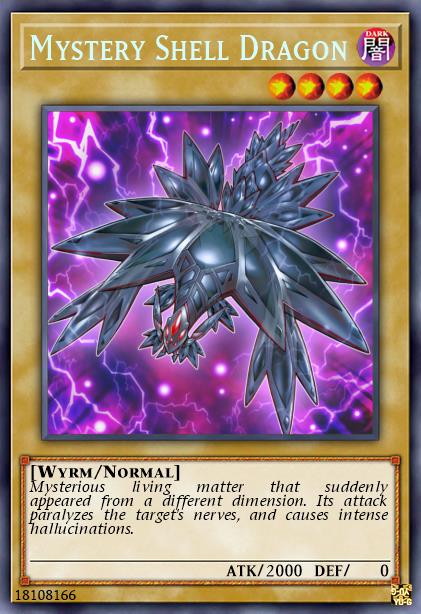 Mystery Shell Dragon
DARK
闇
[Wyrm/Normal]
Mysterious living matter that suddenly
appeared from a different dimension. Its attack
paralyzes the target's nerves, and causes intense
hallucinations.
ATK/2000 DEF/ 0
18108166